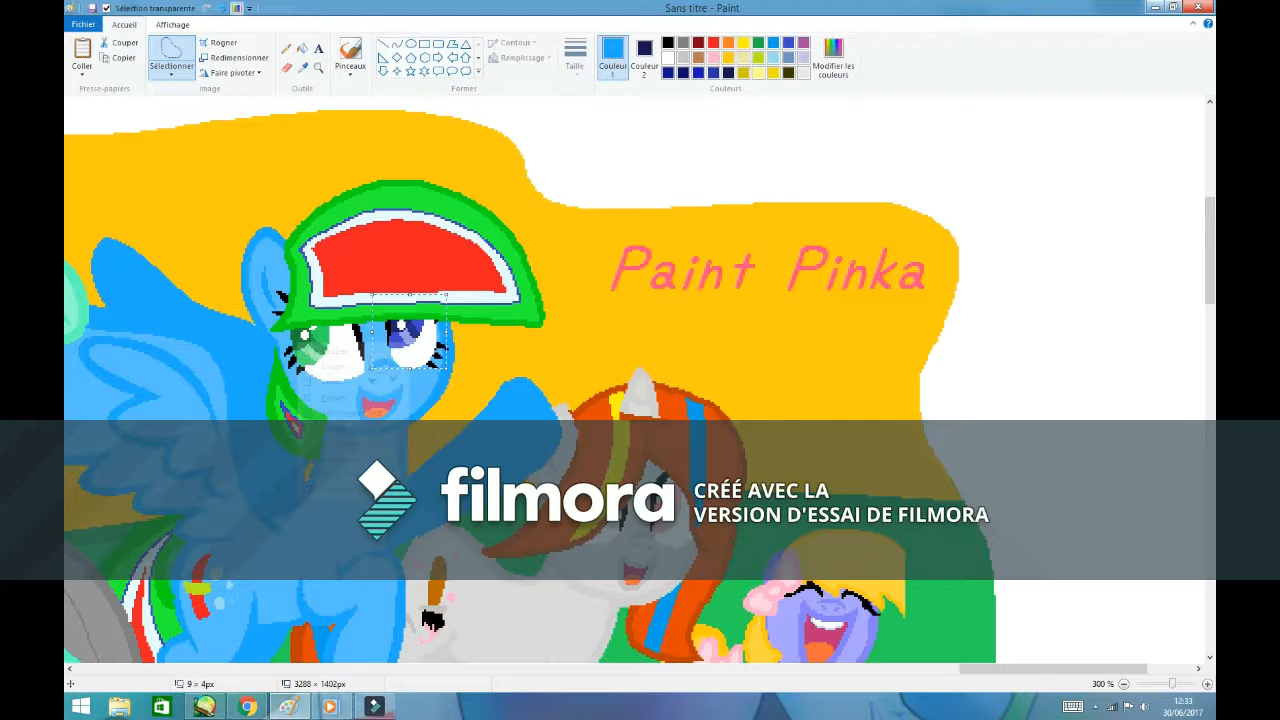 Sélection transparente
Sans titre - Paint
Fichier
Accueil
Affichage
Coller
Couper
Copier
Presse-papiers
Sélectionner
Rogner
Redimensionner
Faire pivoter
Image
Outils
Pinceaux
Contour
Remplissage
Formes
Taille
Couleur 1
Couleur 2
Modifier les couleurs
Couleurs
Paint Pinka
filmora
CRÉÉ AVEC LA
VERSION D'ESSAI DE FILMORA
9 × 4px
3288 × 1402px
300 %
12:33
30/06/2017